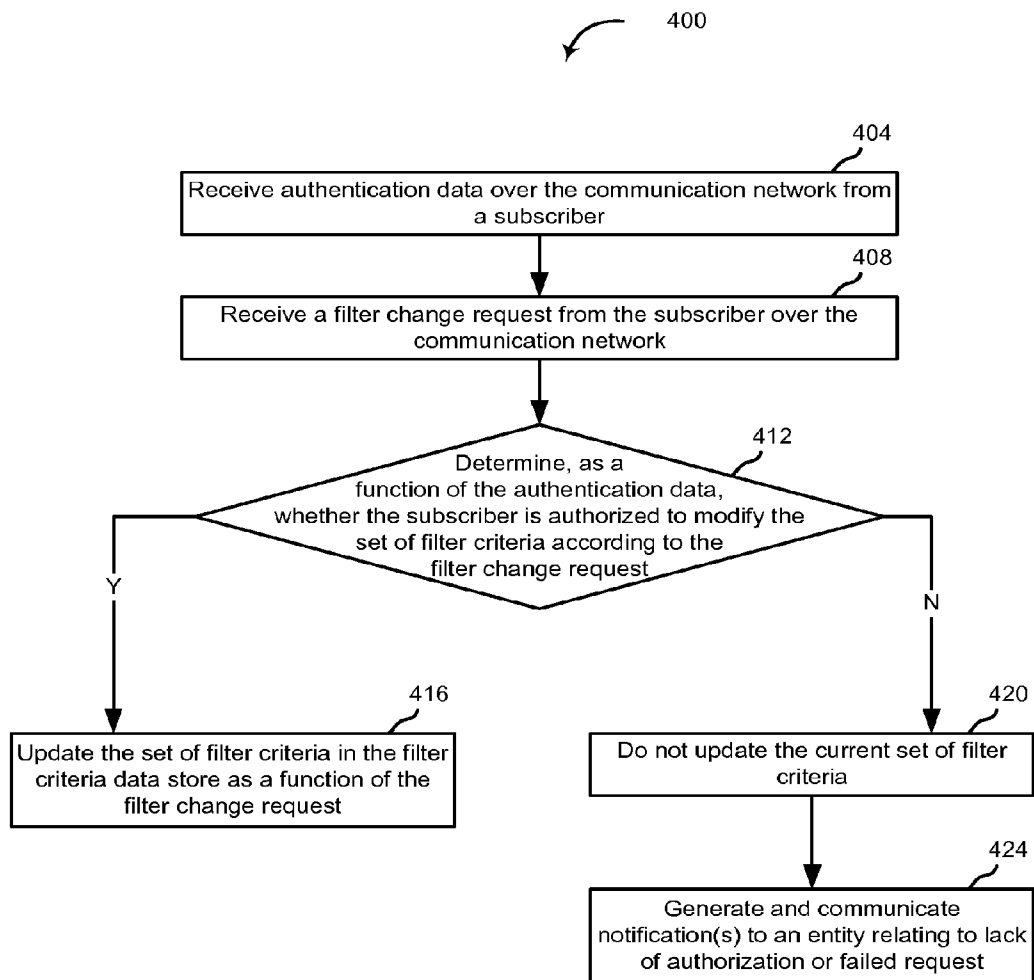 400
404
Receive authentication data over the communication network from
a subscriber
408
Receive a filter change request from the subscriber over the
communication network
412
Determine, as a
function of the authentication data,
whether the subscriber is authorized to modify the
set of filter criteria according to the
filter change request
Y
N
416
Update the set of filter criteria in the filter
criteria data store as a function of the
filter change request
420
Do not update the current set of filter
criteria
424
Generate and communicate
notification(s) to an entity relating to lack
of authorization or failed request